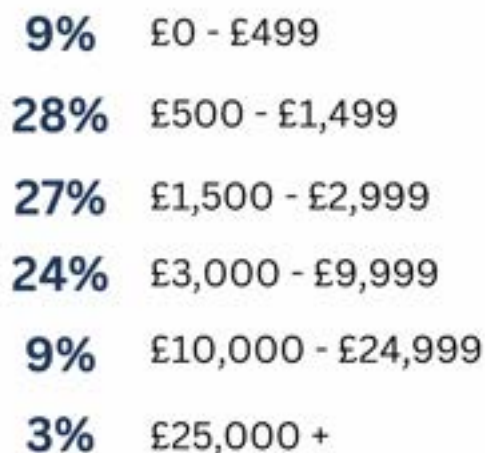 9% £0 - £499
28% £500 - £1,499
27% £1,500 - £2,999
24% £3,000 - £9,999
9% £10,000 - £24,999
3% £25,000 +